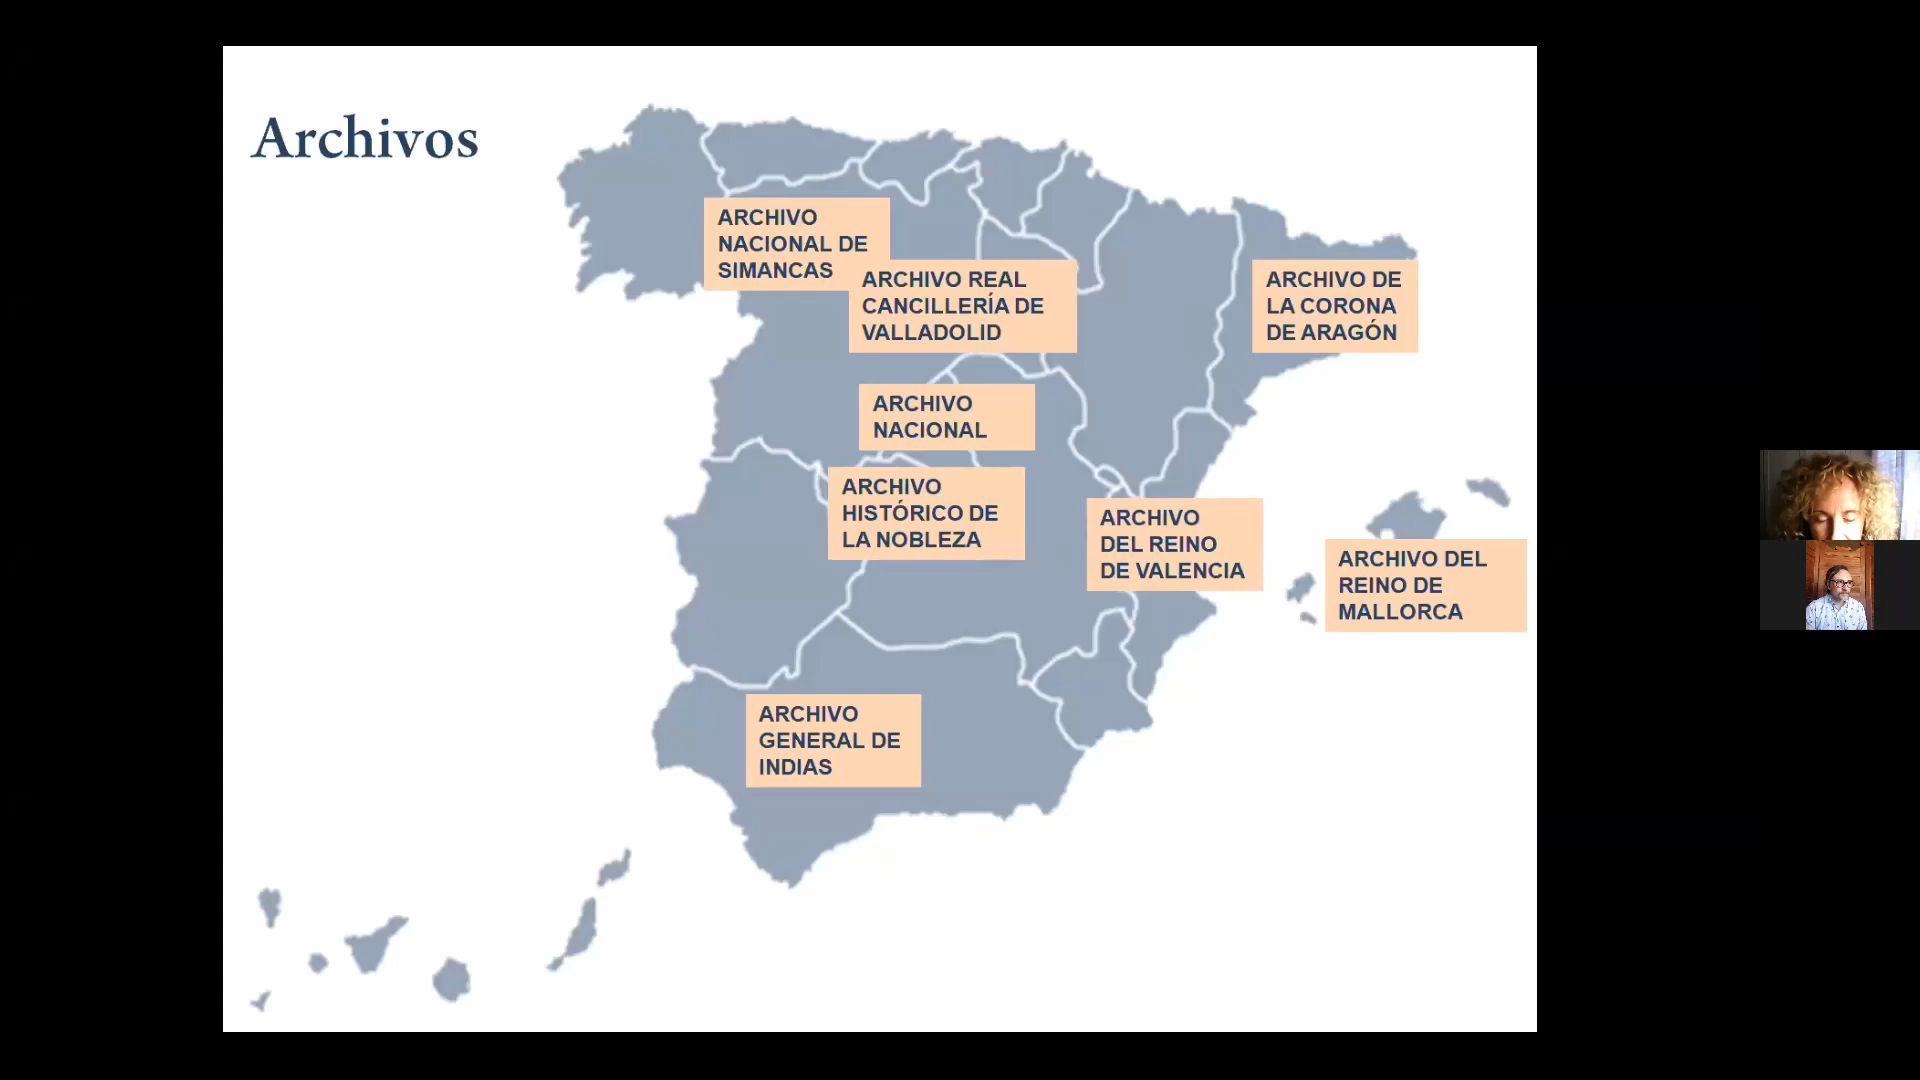 Archivos
ARCHIVO
NACIONAL DE
SIMANCAS
ARCHIVO REAL
CANCILLERÍA DE
VALLADOLID
ARCHIVO DE
LA CORONA
DE ARAGÓN
ARCHIVO
NACIONAL
ARCHIVO
HISTÓRICO DE
LA NOBLEZA
ARCHIVO
DEL REINO
DE VALENCIA
ARCHIVO DEL
REINO DE
MALLORCA
ARCHIVO
GENERAL DE
INDIAS